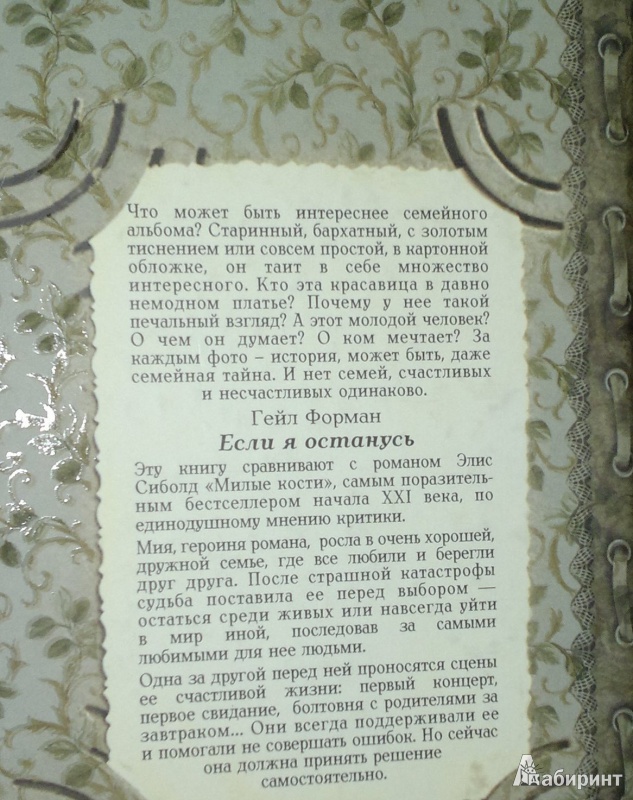 Что может быть интереснее семейного
альбома? Старинный, бархатный, с золотым
тиснением или совсем простой, в картонной
обложке, он таит в себе множество
интересного. Кто эта красавица в давно
немодном платье? Почему у нее такой
печальный взгляд? А этот молодой человек?
О чем он думает? О ком мечтает? За
каждым фото – история, может быть, даже
семейная тайна. И нет семей, счастливых
и несчастливых одинаково.
Гейл Форман
Если я останусь
Эту книгу сравнивают с романом Элис
Сиболд «Милые кости», самым поразитель-
ным бестселлером начала XXI века, по
единодушному мнению критики.
Мия, героиня романа, росла в очень хорошей,
дружной семье, где все любили и берегли
друг друга. После страшной катастрофы
судьба поставила ее перед выбором —
остаться среди живых или навсегда уйти
в мир иной, последовав за самыми
любимыми для нее людьми.
Одна за другой перед ней проносятся сцены
ее счастливой жизни: первый концерт,
первое свидание, болтовня с родителями за
завтраком... Они всегда поддерживали ее
и помогали не совершать ошибок. Но сейчас
она должна принять решение
самостоятельно.
Лабиринт